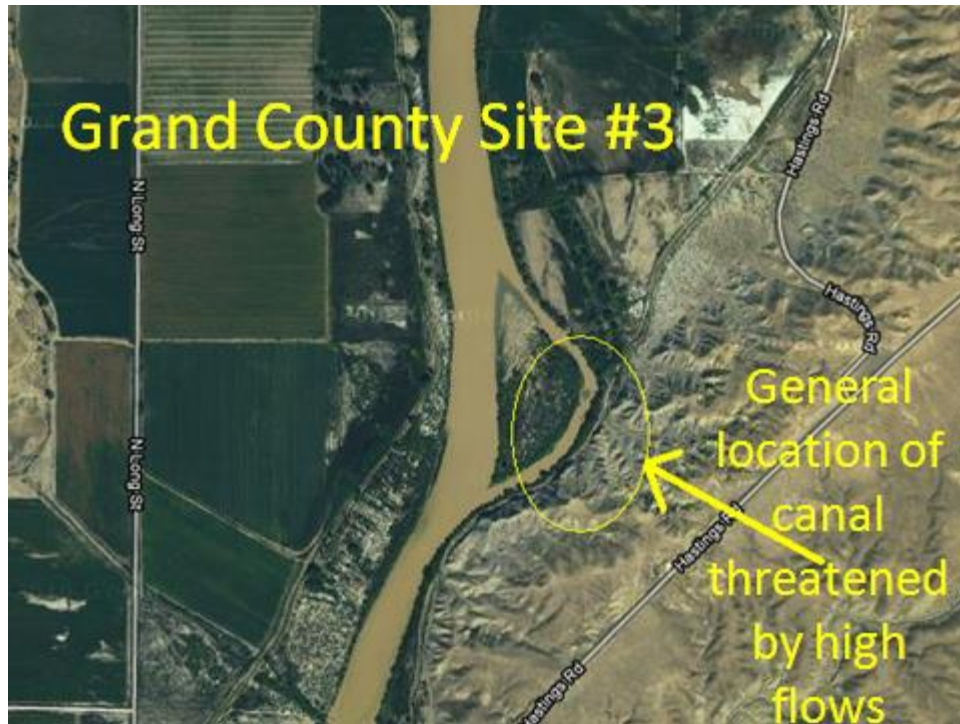 Grand County Site #3
N Long St
Hastings Rd
Hastings Rd
General
location of
canal
threatened
by high
flows
N Long St
Hastings Rd
Hastings Rd